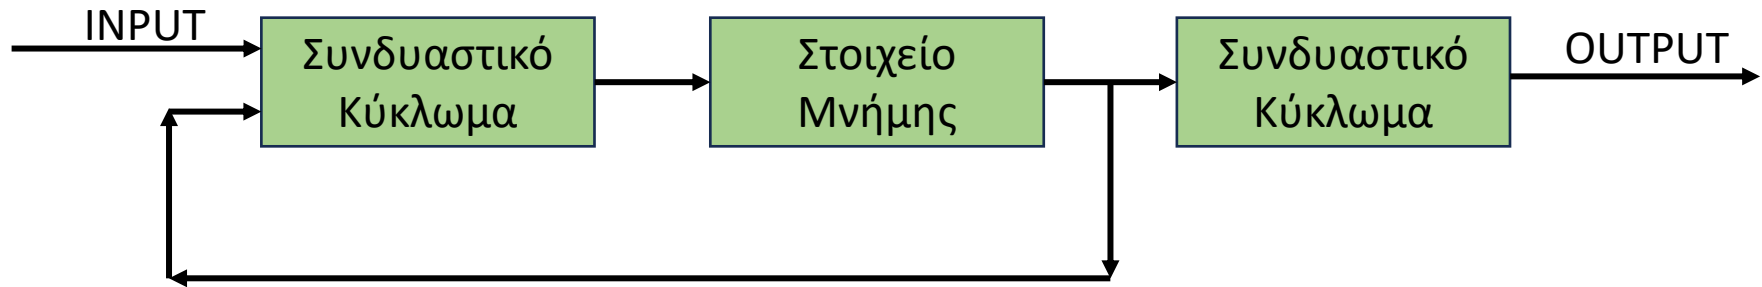 INPUT
Συνδυαστικό
Κύκλωμα
Στοιχείο
Μνήμης
Συνδυαστικό
Κύκλωμα
OUTPUT